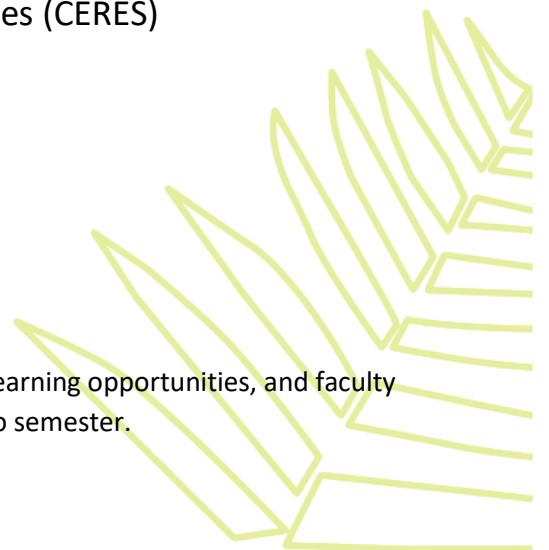 es (CERES)
earning opportunities, and faculty
o semester.